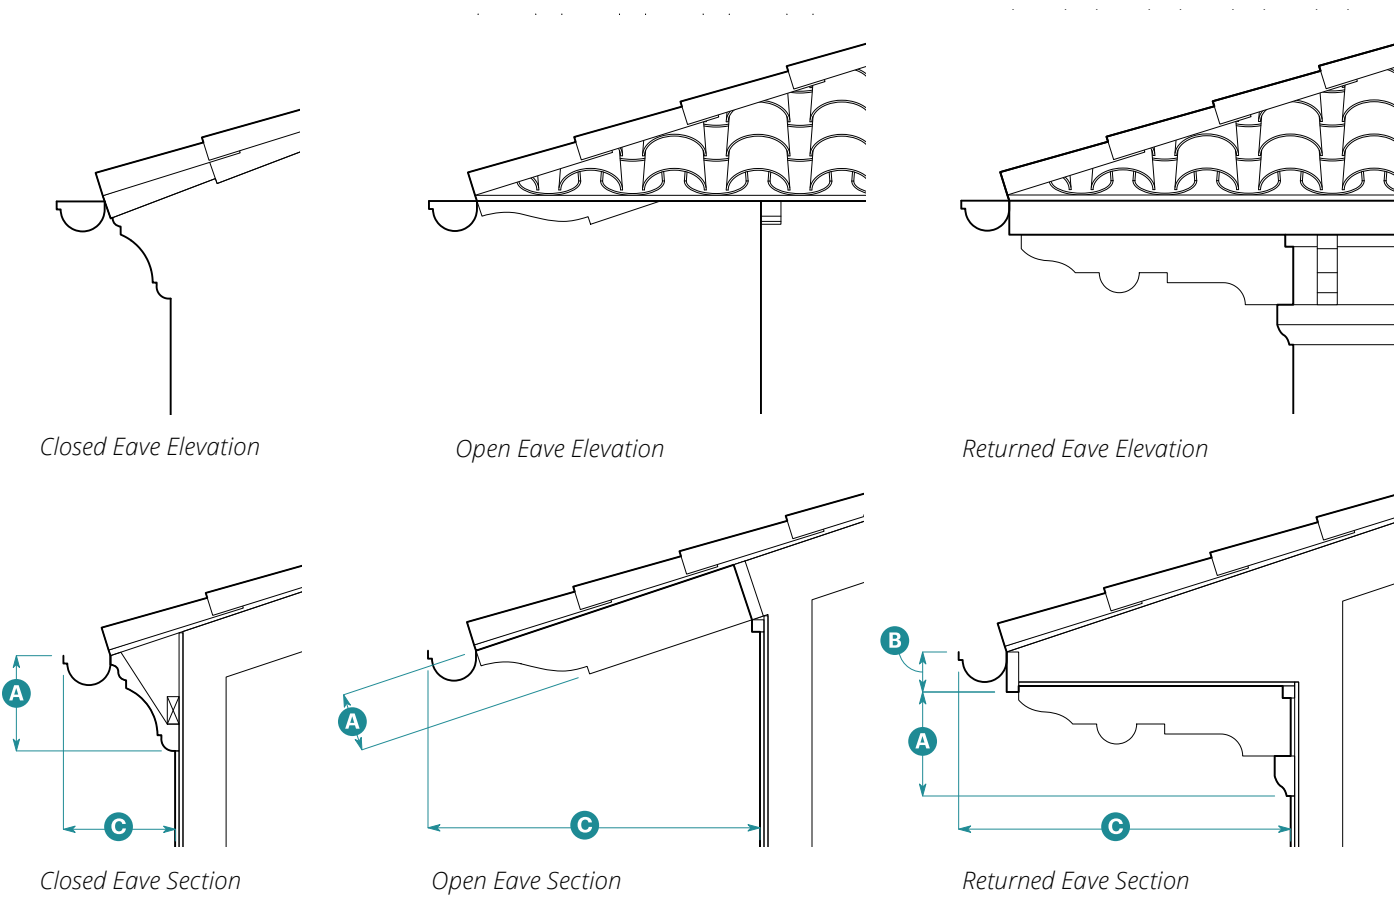 Closed Eave Elevation
Open Eave Elevation
Returned Eave Elevation
A
C
Closed Eave Section
A
C
Open Eave Section
B
A
C
Returned Eave Section